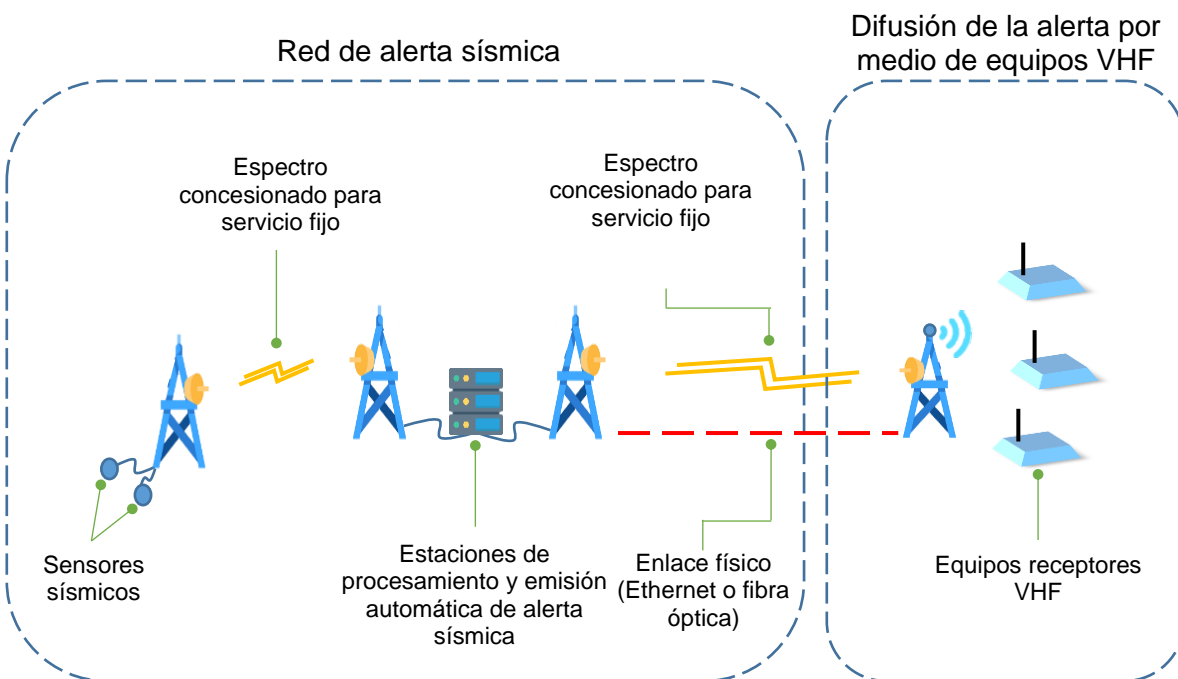 Red de alerta sísmica
Difusión de la alerta por
medio de equipos VHF
Espectro
concesionado para
servicio fijo
Espectro
concesionado para
servicio fijo
Sensores
sísmicos
Estaciones de
procesamiento y emisión
automática de alerta
sísmica
Enlace físico
(Ethernet o fibra
óptica)
Equipos receptores
VHF